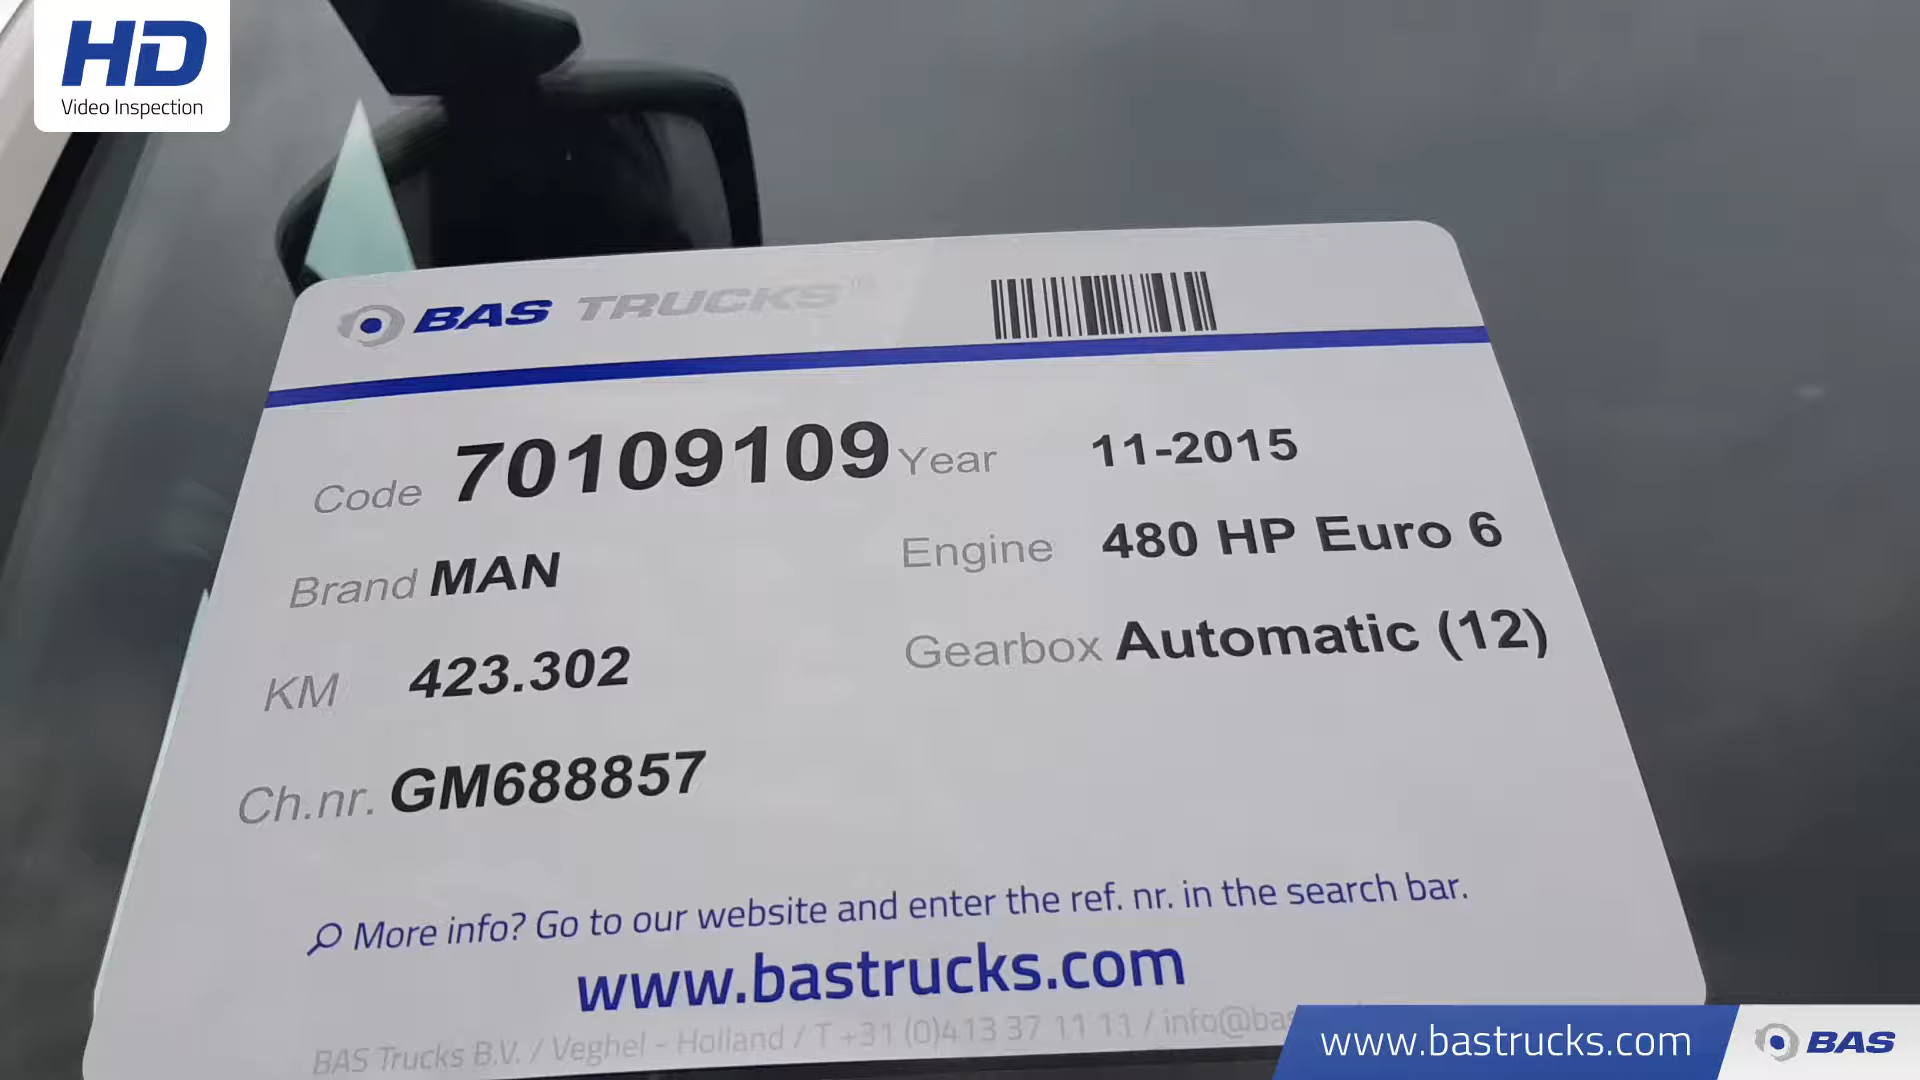 HD
Video Inspection
BAS TRUCKS
Code 70109109 Year 11-2015
Brand MAN Engine 480 HP Euro 6
KM 423.302 Gearbox Automatic (12)
Ch.nr. GM688857
More info? Go to our website and enter the ref. nr. in the search bar.
www.bastrucks.com
BAS Trucks B.V. / Veghel - Holland / T +31 (0)413 37 11 11 /
www.bastrucks.com BAS